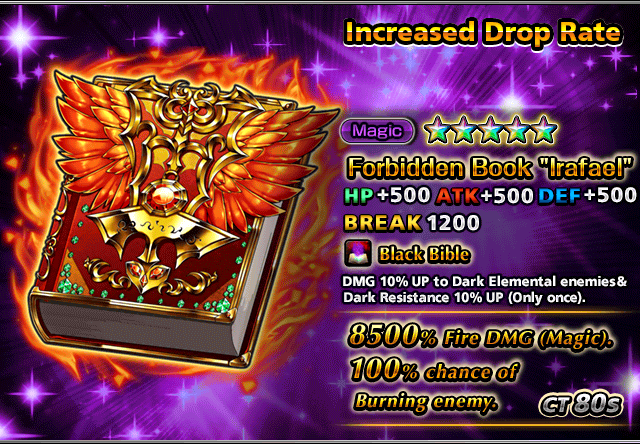 Increased Drop Rate
Magic
Forbidden Book "Irafael"
HP+500 ATK+500 DEF+500
BREAK 1200
Black Bible
DMG 10% UP to Dark Elemental enemies&
Dark Resistance 10% UP (Only once).
8500% Fire DMG (Magic).
100% chance of
Burning enemy.
CT 80s